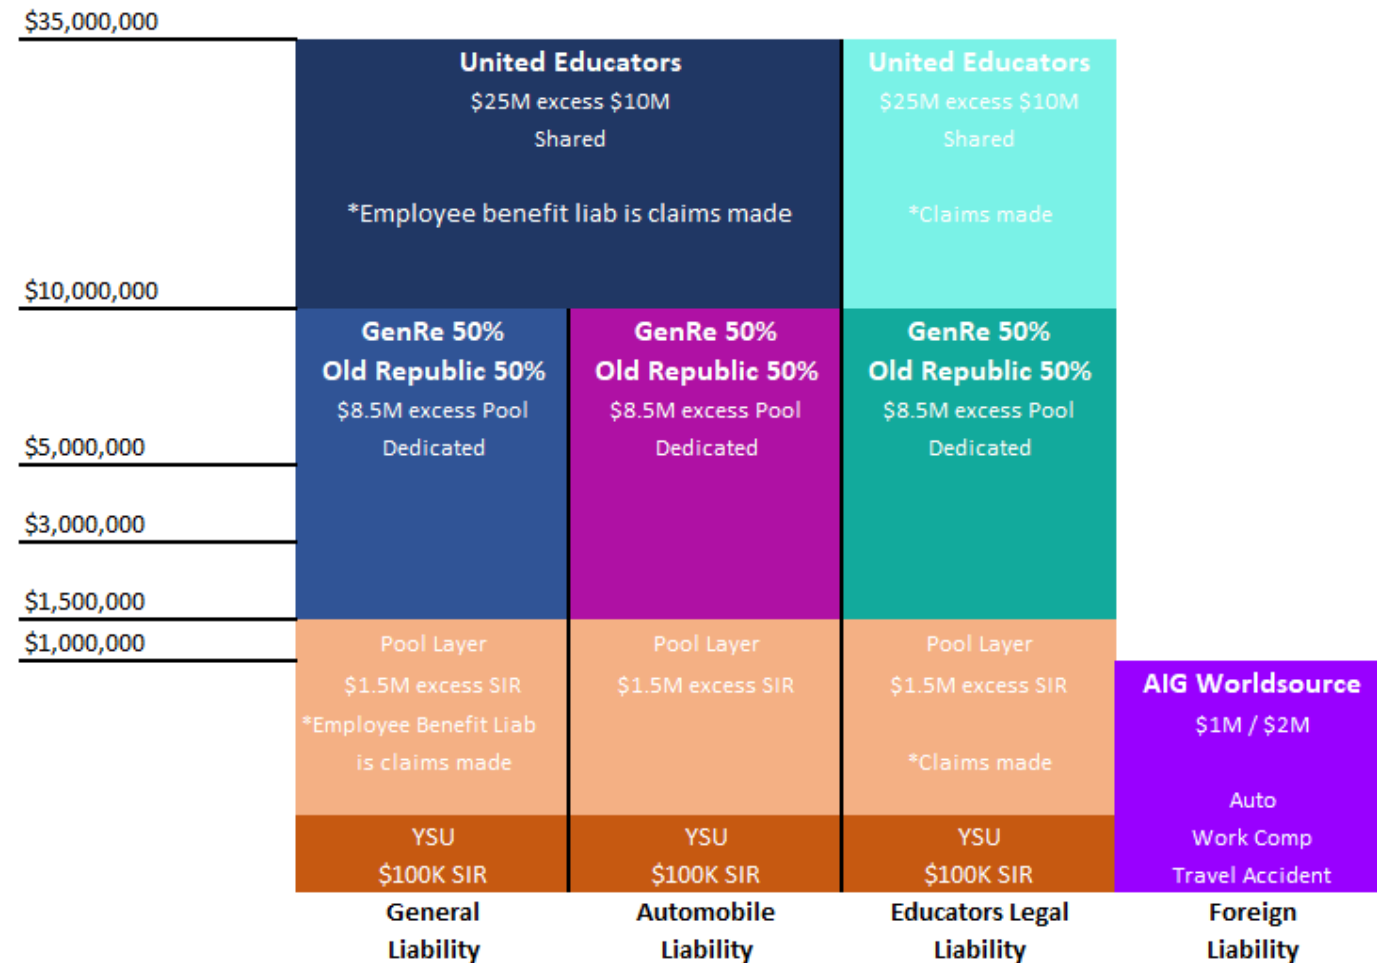 $35,000,000
United Educators
$25M excess $10M
Shared
*Employee benefit liab is claims made
United Educators
$25M excess $10M
Shared
*Claims made
$10,000,000
GenRe 50%
Old Republic 50%
$8.5M excess Pool
Dedicated
GenRe 50%
Old Republic 50%
$8.5M excess Pool
Dedicated
GenRe 50%
Old Republic 50%
$8.5M excess Pool
Dedicated
$5,000,000
$3,000,000
$1,500,000
$1,000,000
Pool Layer
$1.5M excess SIR
*Employee Benefit Liab
is claims made
Pool Layer
$1.5M excess SIR
Pool Layer
$1.5M excess SIR
*Claims made
AIG Worldsource
$1M / $2M
Auto
Work Comp
Travel Accident
YSU
$100K SIR
YSU
$100K SIR
YSU
$100K SIR
General
Liability
Automobile
Liability
Educators Legal
Liability
Foreign
Liability